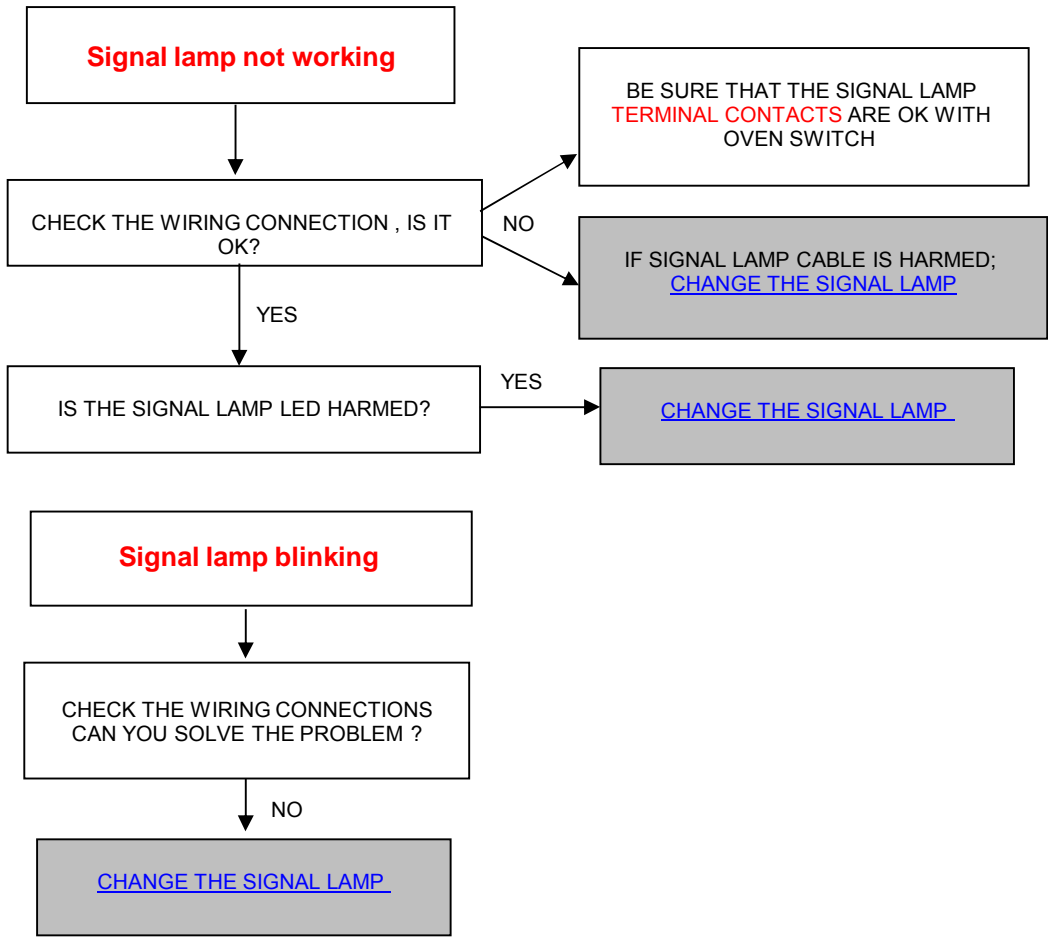 Signal lamp not working
BE SURE THAT THE SIGNAL LAMP
TERMINAL CONTACTS ARE OK WITH
OVEN SWITCH
CHECK THE WIRING CONNECTION , IS IT
OK?
NO
IF SIGNAL LAMP CABLE IS HARMED;
CHANGE THE SIGNAL LAMP
YES
IS THE SIGNAL LAMP LED HARMED?
YES
CHANGE THE SIGNAL LAMP
Signal lamp blinking
CHECK THE WIRING CONNECTIONS
CAN YOU SOLVE THE PROBLEM ?
NO
CHANGE THE SIGNAL LAMP